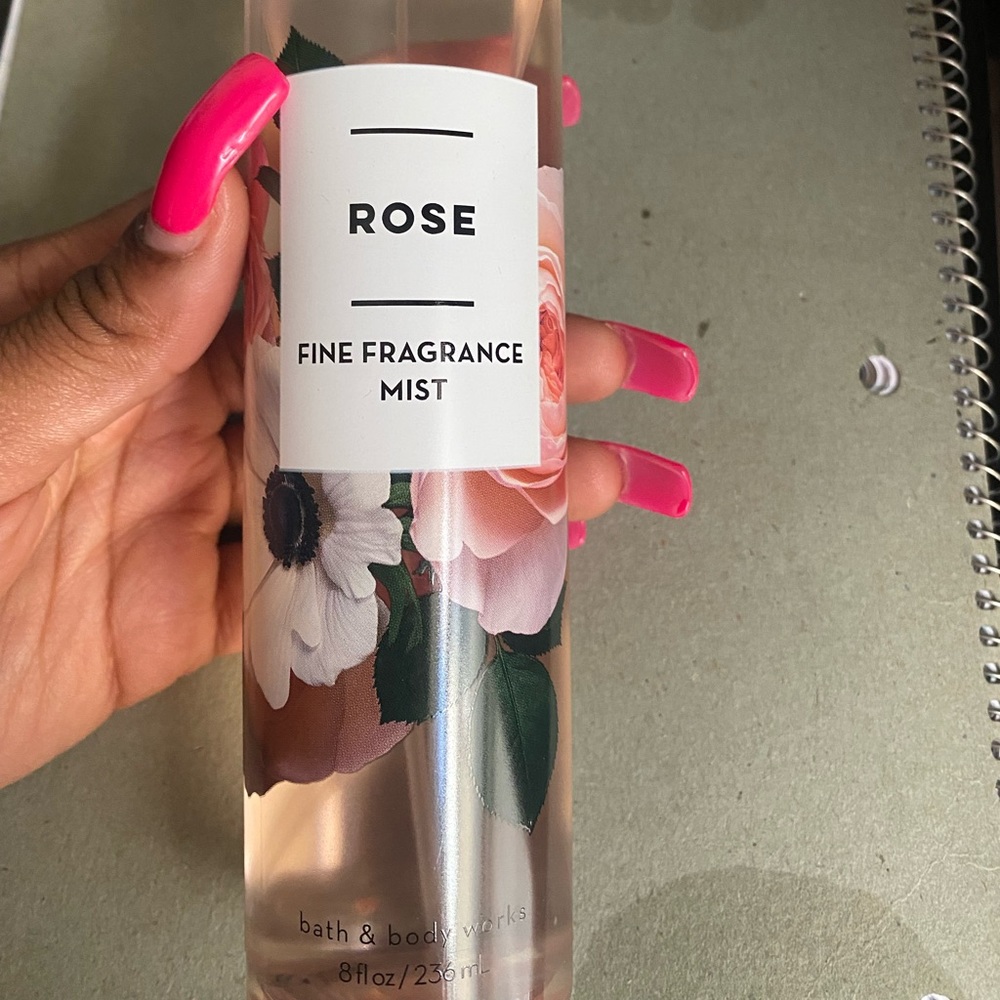 ROSE
FINE FRAGRANCE
MIST
bath & body works
8 fl oz / 236 mL